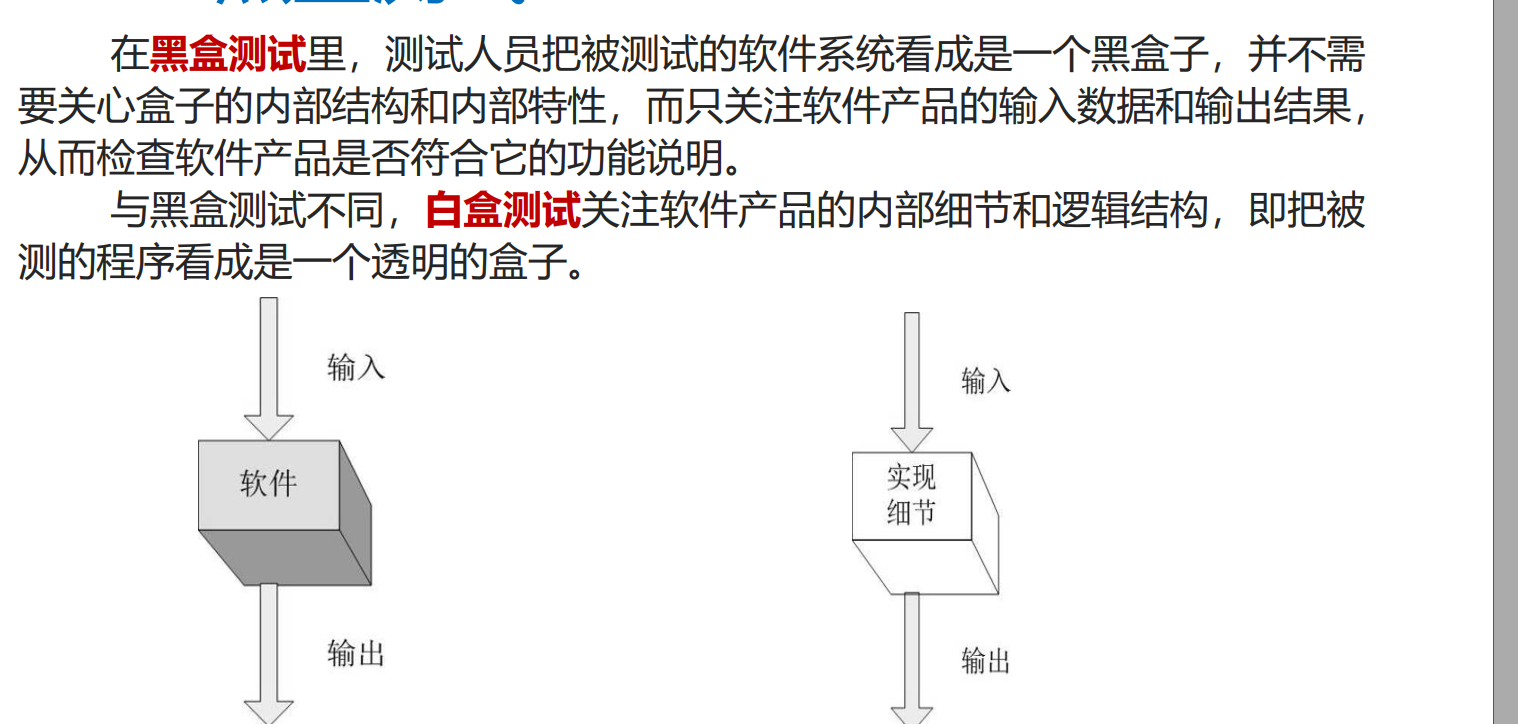 在黑盒测试里，测试人员把被测试的软件系统看成是一个黑盒子，并不需
要关心盒子的内部结构和内部特性，而只关注软件产品的输入数据和输出结果，
从而检查软件产品是否符合它的功能说明。
与黑盒测试不同，白盒测试关注软件产品的内部细节和逻辑结构，即把被
测的程序看成是一个透明的盒子。
输入
输入
软件
实现
细节
输出
输出